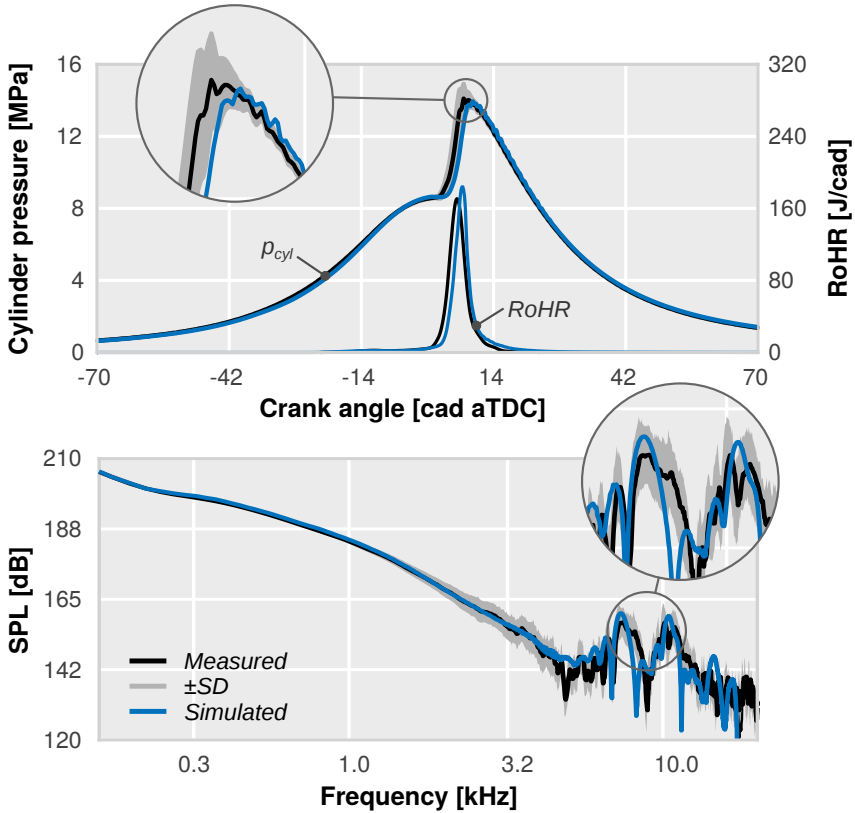 16
12
8
4
0
Cylinder pressure [MPa]
320
240
160
80
0
RoHR [J/cad]
p_cyl
RoHR
-70 -42 -14 14 42 70
Crank angle [cad aTDC]
210
188
165
142
120
SPL [dB]
Measured
±SD
Simulated
0.3 1.0 3.2 10.0
Frequency [kHz]